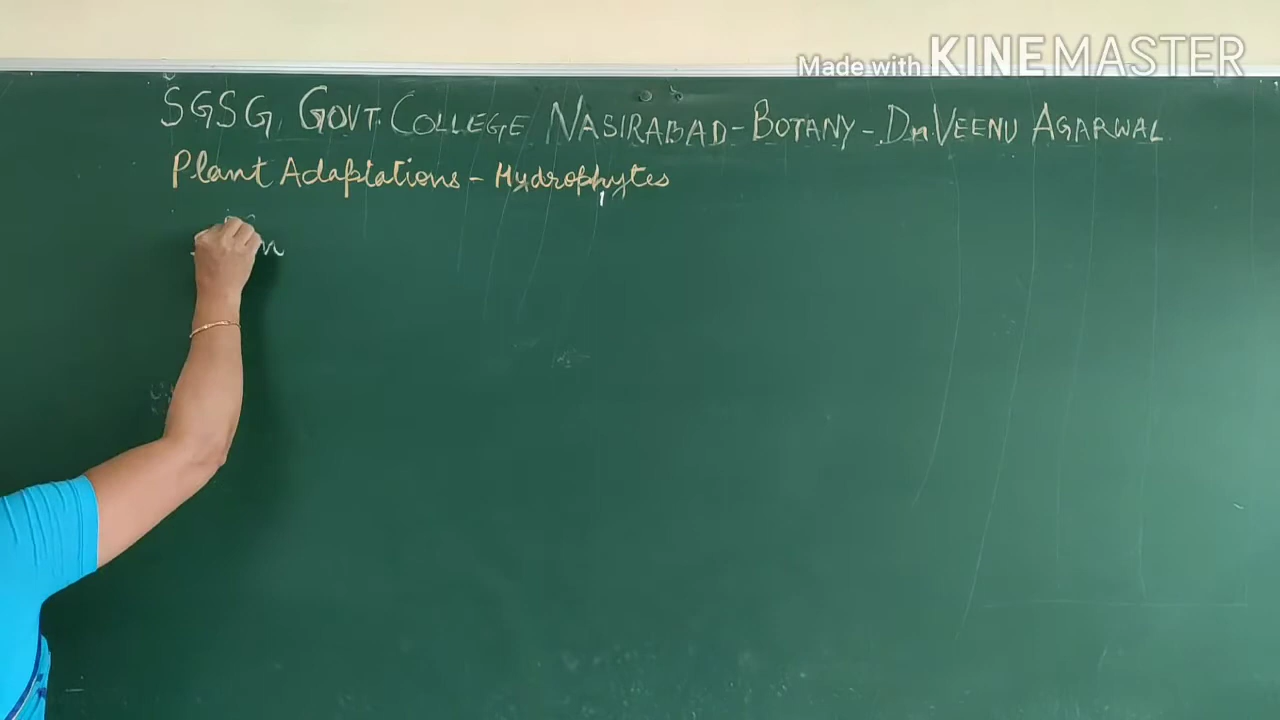 Made with KINEMASTER
SGSG, GOVT. COLLEGE NASIRABAD - BOTANY - Dr. VEENU AGARWAL
Plant Adaptations - Hydrophytes